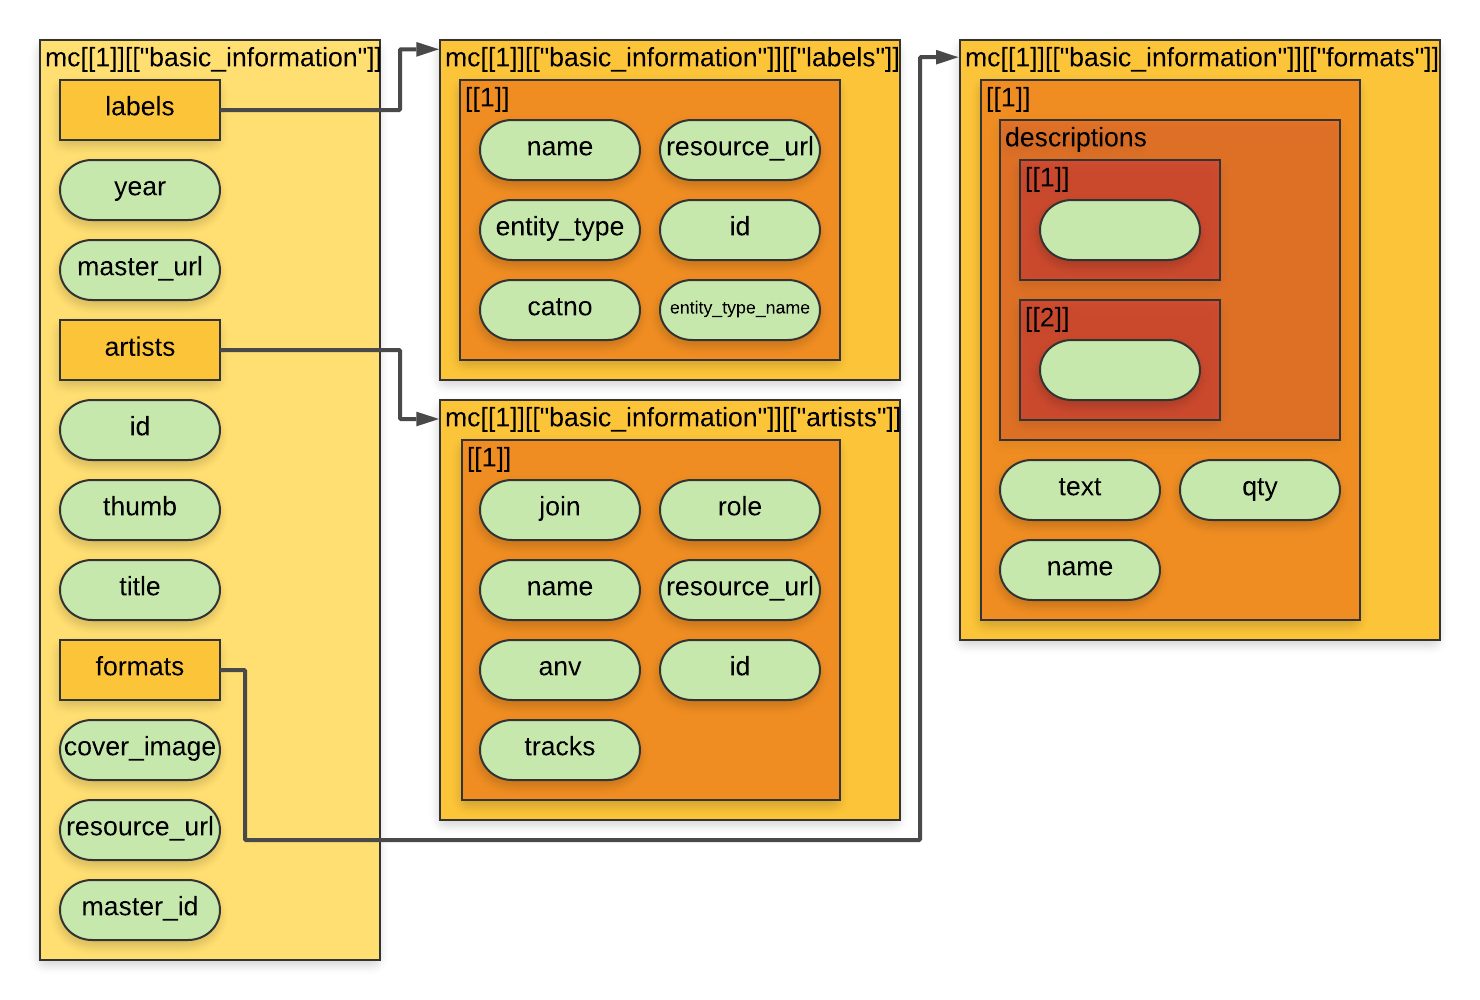 mc[[1]][["basic_information"]]
labels
year
master_url
artists
id
thumb
title
formats
cover_image
resource_url
master_id
mc[[1]][["basic_information"]][["labels"]]
[[1]]
name
resource_url
entity_type
id
catno
entity_type_name
mc[[1]][["basic_information"]][["artists"]]
[[1]]
join
role
name
resource_url
anv
id
tracks
mc[[1]][["basic_information"]][["formats"]]
[[1]]
descriptions
[[1]]
[[2]]
text
qty
name